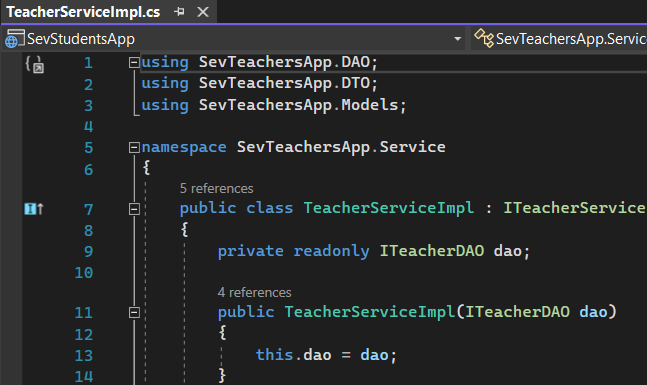 TeacherServiceImpl.cs
SevStudentsApp SevTeachersApp.Service
1 using SevTeachersApp.DAO;
2 using SevTeachersApp.DTO;
3 using SevTeachersApp.Models;
4
5 namespace SevTeachersApp.Service
6 {
5 references
7 public class TeacherServiceImpl : ITeacherService
8 {
9 private readonly ITeacherDAO dao;
10
4 references
11 public TeacherServiceImpl(ITeacherDAO dao)
12 {
13 this.dao = dao;
14 }